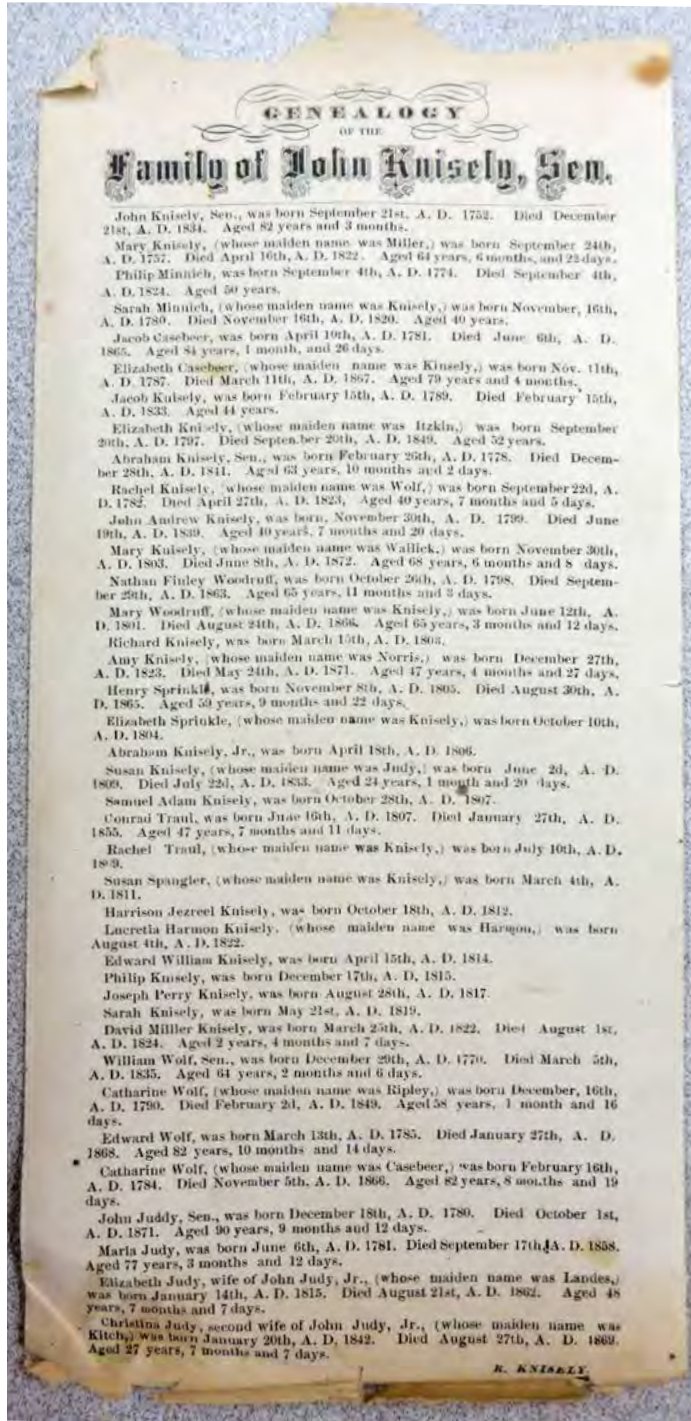 GENEALOGY
OF THE
Family of John Knisely, Sen.
John Knisely, Sen., was born September 21st, A. D. 1752. Died December
21st, A. D. 1834. Aged 82 years and 3 months.
Mary Knisely, (whose maiden name was Miller,) was born September 24th,
A. D. 1757. Died April 16th, A. D. 1822. Aged 64 years, 6 months, and 22 days.
Philip Minnich, was born September 4th, A. D. 1774. Died September 4th,
A. D. 1824. Aged 50 years.
Sarah Minnich, (whose maiden name was Knisely,) was born November, 16th,
A. D. 1780. Died November 16th, A. D. 1820. Aged 40 years.
Jacob Casebeer, was born April 10th, A. D. 1781. Died June 6th, A. D.
1865. Aged 84 years, 1 month, and 26 days.
Elizabeth Casebeer, (whose maiden name was Kinsely,) was born Nov. 11th,
A. D. 1787. Died March 11th, A. D. 1867. Aged 79 years and 4 months.
Jacob Knisely, was born February 15th, A. D. 1789. Died February 15th,
A. D. 1833. Aged 44 years.
Elizabeth Knisely, (whose maiden name was Itzkin,) was born September
20th, A. D. 1797. Died September 20th, A. D. 1849. Aged 52 years.
Abraham Knisely, Sen., was born February 26th, A. D. 1778. Died Decem-
ber 28th, A. D. 1841. Aged 63 years, 10 months and 2 days.
Rachel Knisely, (whose maiden name was Wolf,) was born September 22d, A.
D. 1782. Died April 27th, A. D. 1823, Aged 40 years, 7 months and 5 days.
John Andrew Knisely, was born, November 30th, A. D. 1799. Died June
19th, A. D. 1839. Aged 40 years, 7 months and 20 days.
Mary Knisely, (whose maiden name was Wallick,) was born November 30th,
A. D. 1803. Died June 8th, A. D. 1872. Aged 68 years, 6 months and 8 days.
Nathan Finley Woodruff, was born October 26th, A. D. 1798. Died Septem-
ber 29th, A. D. 1863. Aged 65 years, 11 months and 3 days.
Mary Woodruff, (whose maiden name was Knisely,) was born June 12th, A.
D. 1801. Died August 24th, A. D. 1866. Aged 65 years, 3 months and 12 days.
Richard Knisely, was born March 15th, A. D. 1803.
Amy Knisely, (whose maiden name was Norris,) was born December 27th,
A. D. 1823. Died May 24th, A. D. 1871. Aged 47 years, 4 months and 27 days.
Henry Sprinkle, was born November 8th, A. D. 1805. Died August 30th, A.
D. 1865. Aged 59 years, 9 months and 22 days.
Elizabeth Sprinkle, (whose maiden name was Knisely,) was born October 10th,
A. D. 1804.
Abraham Knisely, Jr., was born April 18th, A. D. 1806.
Susan Knisely, (whose maiden name was Judy,) was born June 2d, A. D.
1809. Died July 22d, A. D. 1833. Aged 24 years, 1 month and 20 days.
Samuel Adam Knisely, was born October 28th, A. D. 1807.
Conrad Traul, was born June 16th, A. D. 1807. Died January 27th, A. D.
1855. Aged 47 years, 7 months and 11 days.
Rachel Traul, (whose maiden name was Knisely,) was born July 10th, A. D.
1809.
Susan Spangler, (whose maiden name was Knisely,) was born March 4th, A.
D. 1811.
Harrison Jezreel Knisely, was born October 18th, A. D. 1812.
Lucretia Harmon Knisely, (whose maiden name was Harmon,) was born
August 4th, A. D. 1822.
Edward William Knisely, was born April 15th, A. D. 1814.
Philip Knisely, was born December 17th, A. D. 1815.
Joseph Perry Knisely, was born August 28th, A. D. 1817.
Sarah Knisely, was born May 21st, A. D. 1819.
David Milller Knisely, was born March 25th, A. D. 1822. Died August 1st,
A. D. 1824. Aged 2 years, 4 months and 7 days.
William Wolf, Sen., was born December 29th, A. D. 1770. Died March 5th,
A. D. 1835. Aged 64 years, 2 months and 6 days.
Catharine Wolf, (whose maiden name was Ripley,) was born December, 16th,
A. D. 1790. Died February 2d, A. D. 1849. Aged 58 years, 1 month and 16
days.
Edward Wolf, was born March 13th, A. D. 1785. Died January 27th, A. D.
1868. Aged 82 years, 10 months and 14 days.
Catharine Wolf, (whose maiden name was Casebeer,) was born February 16th,
A. D. 1784. Died November 5th, A. D. 1866. Aged 82 years, 8 months and 19
days.
John Juddy, Sen., was born December 18th, A. D. 1780. Died October 1st,
A. D. 1871. Aged 90 years, 9 months and 12 days.
Maria Judy, was born June 6th, A. D. 1781. Died September 17th, A. D. 1858.
Aged 77 years, 3 months and 12 days.
Elizabeth Judy, wife of John Judy, Jr., (whose maiden name was Landes,)
was born January 14th, A. D. 1815. Died August 21st, A. D. 1862. Aged 48
years, 7 months and 7 days.
Christina Judy, second wife of John Judy, Jr., (whose maiden name was
Kitch,) was born January 20th, A. D. 1842. Died August 27th, A. D. 1869.
Aged 27 years, 7 months and 7 days.
R. KNISELY.